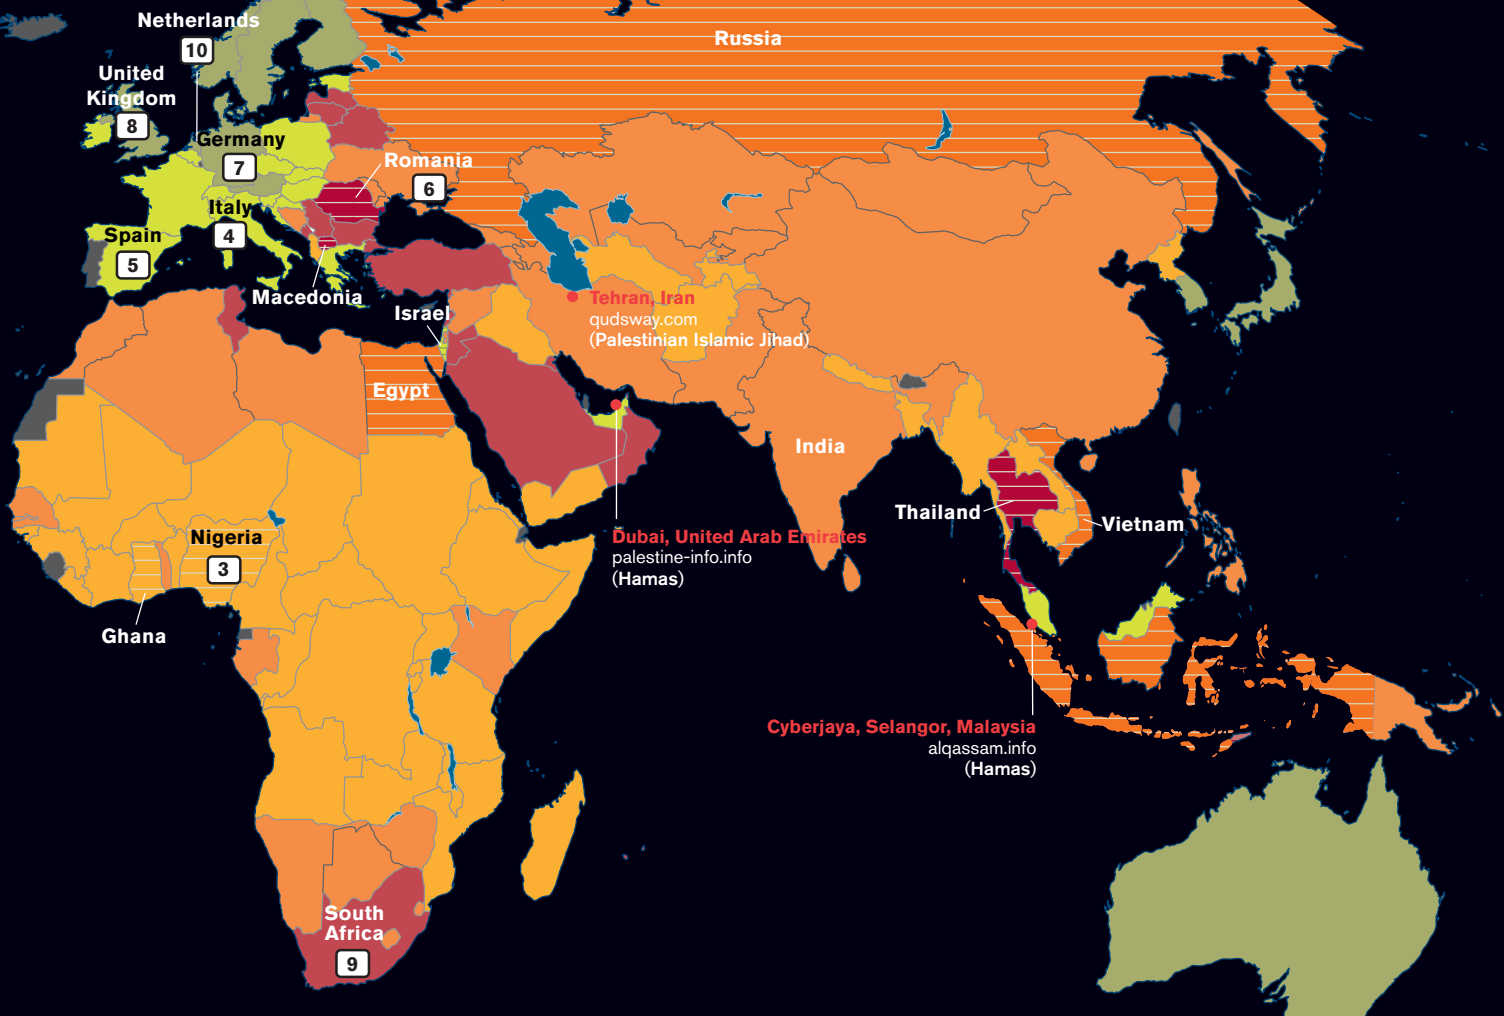 Netherlands
10
United
Kingdom
8
Russia
Germany
7
Romania
6
Italy
4
Spain
5
Macedonia
Israel
Tehran, Iran
qudsway.com
(Palestinian Islamic Jihad)
Egypt
India
Thailand
Vietnam
Nigeria
3
Dubai, United Arab Emirates
palestine-info.info
(Hamas)
Ghana
Cyberjaya, Selangor, Malaysia
alqassam.info
(Hamas)
South
Africa
9